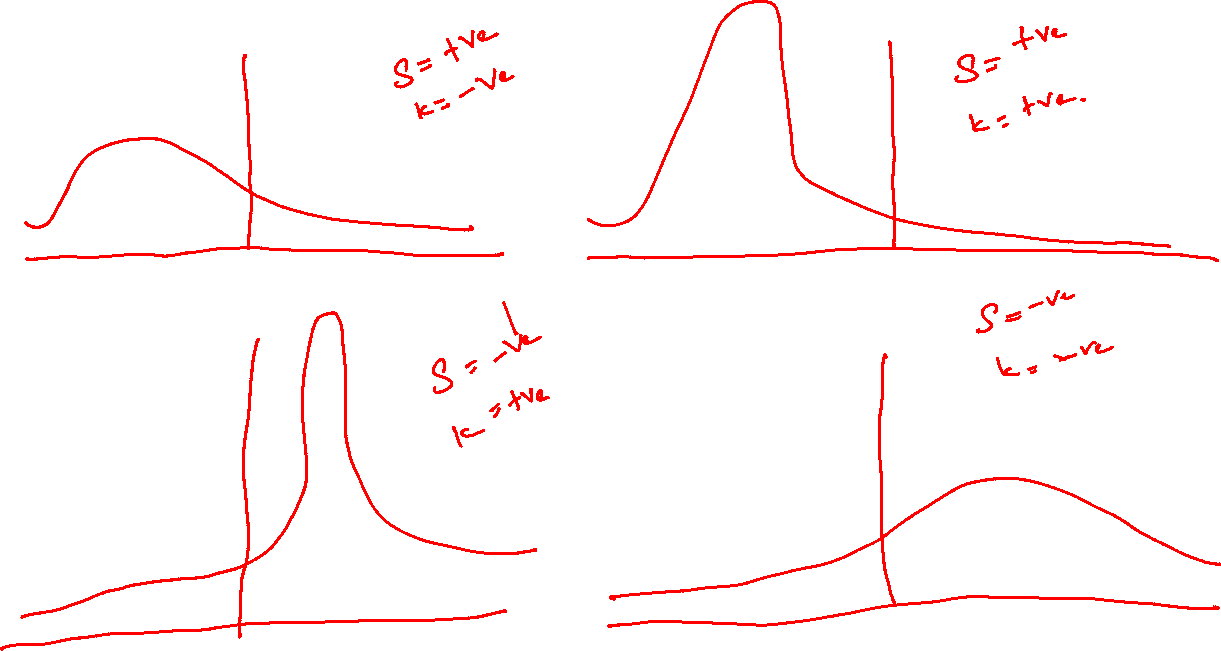 S = +ve
k = -ve
S = +ve
k = +ve.
S = -ve
k = +ve
S = -ve
k = -ve